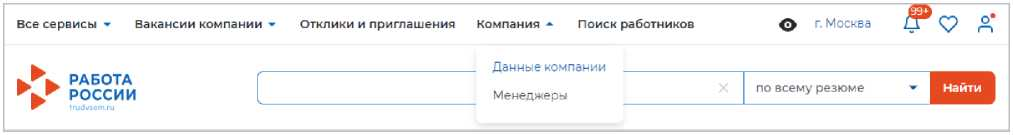 Все сервисы Вакансии компании Отклики и приглашения Компания Поиск работников г. Москва 99+
Данные компании
Менеджеры
РАБОТА
РОССИИ
trudvsem.ru
по всему резюме Найти